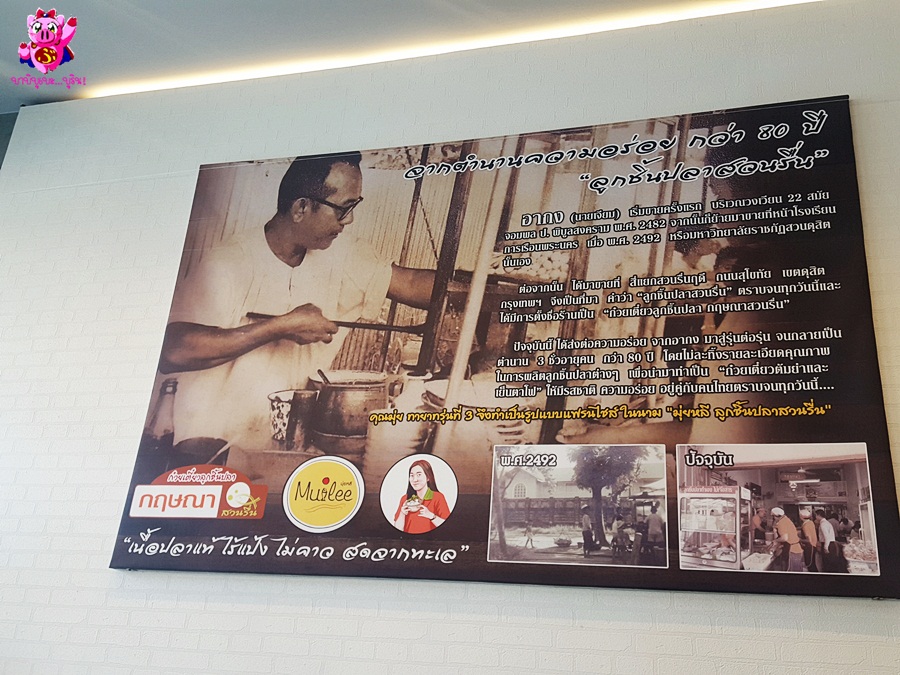 จากตำนานความอร่อย กว่า 80 ปี
"ลูกชิ้นปลาสวนรื่น"
อากง (นายเจียม) เริ่มขายครั้งแรก บริเวณวงเวียน 22 สมัย
จอมพล ป. พิบูลสงคราม พ.ศ. 2482 จากนั้นก็ย้ายมาขายที่หน้าโรงเรียน
การเรือนพระนคร เมื่อ พ.ศ. 2492 หรือมหาวิทยาลัยราชภัฏสวนดุสิต
นั้นเอง
ต่อจากนั้น ได้มาขายที่ สี่แยกสวนรื่นฤดี ถนนสุโขทัย เขตดุสิต
กรุงเทพฯ จึงเป็นที่มา คำว่า "ลูกชิ้นปลาสวนรื่น" ตราบจนทุกวันนี้และ
ได้มีการตั้งชื่อร้านเป็น "ก๋วยเตี๋ยวลูกชิ้นปลา กฤษณาสวนรื่น"
ปัจจุบันนี้ ได้ส่งต่อความอร่อย จากอากง มาสู่รุ่นต่อรุ่น จนกลายเป็น
ตำนาน 3 ชั่วอายุคน กว่า 80 ปี โดยไม่ละทิ้งรายละเอียดคุณภาพ
ในการผลิตลูกชิ้นปลาต่างๆ เพื่อนำมาทำเป็น "ก๋วยเตี๋ยวต้มยำและ
เย็นตาโฟ" ให้มีรสชาติ ความอร่อย อยู่คู่กับคนไทยตราบจนทุกวันนี้....
คุณมุ่ย ทายาทรุ่นที่ 3 จึงทำเป็นรูปแบบแฟรนไชส์ ในนาม "มุ่ยหลี ลูกชิ้นปลาสวนรื่น"
ก๋วยเตี๋ยวลูกชิ้นปลา
กฤษณา
สวนรื่น
Muilee
พ.ศ.2492
ปัจจุบัน
"เนื้อปลาแท้ ไร้แป้ง ไม่คาว สดจากทะเล"